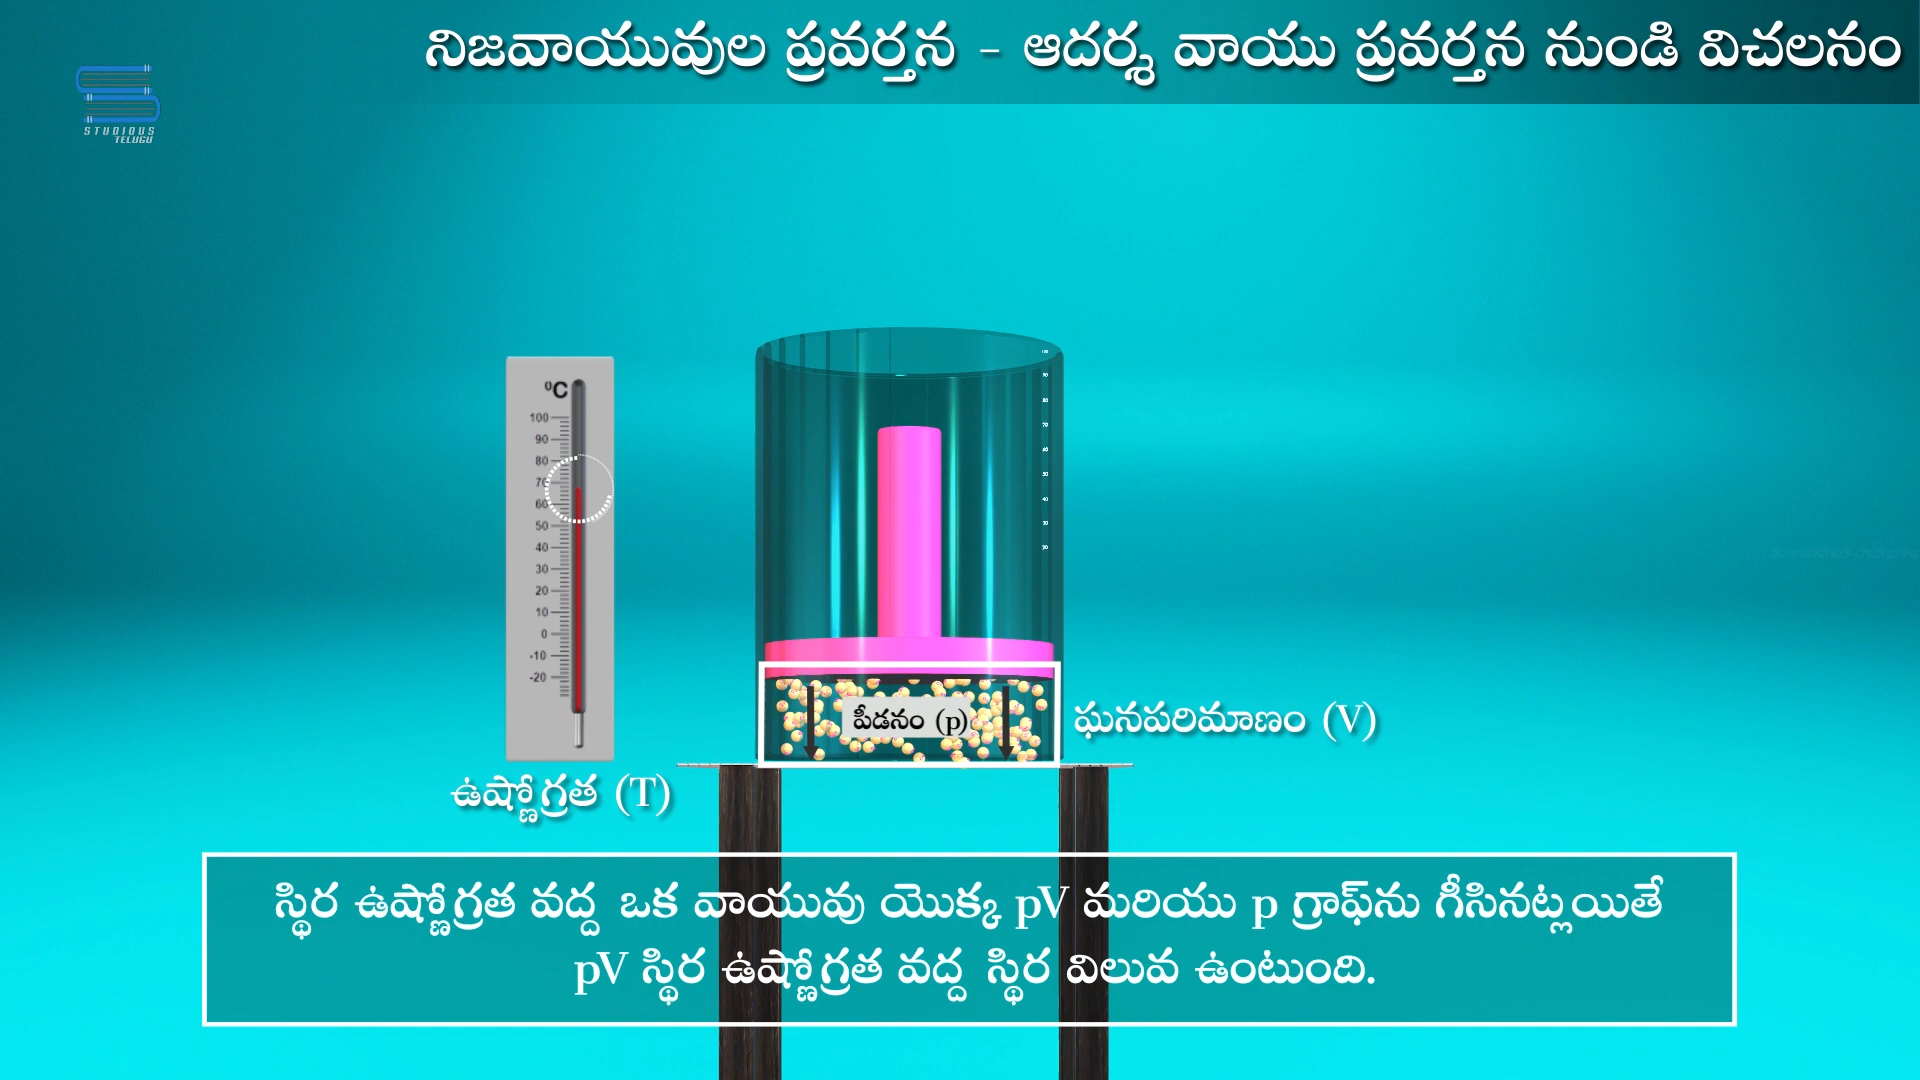 నిజవాయువుల ప్రవర్తన - ఆదర్శ వాయు ప్రవర్తన నుండి విచలనం
STUDIOUS
TELUGU
°C
100
90
80
70
60
50
40
30
20
10
0
-10
-20
పీడనం (p)
ఘనపరిమాణం (V)
ఉష్ణోగ్రత (T)
స్థిర ఉష్ణోగ్రత వద్ద ఒక వాయువు యొక్క pV మరియు p గ్రాఫ్‌ను గీసినట్లయితే
pV స్థిర ఉష్ణోగ్రత వద్ద స్థిర విలువ ఉంటుంది.